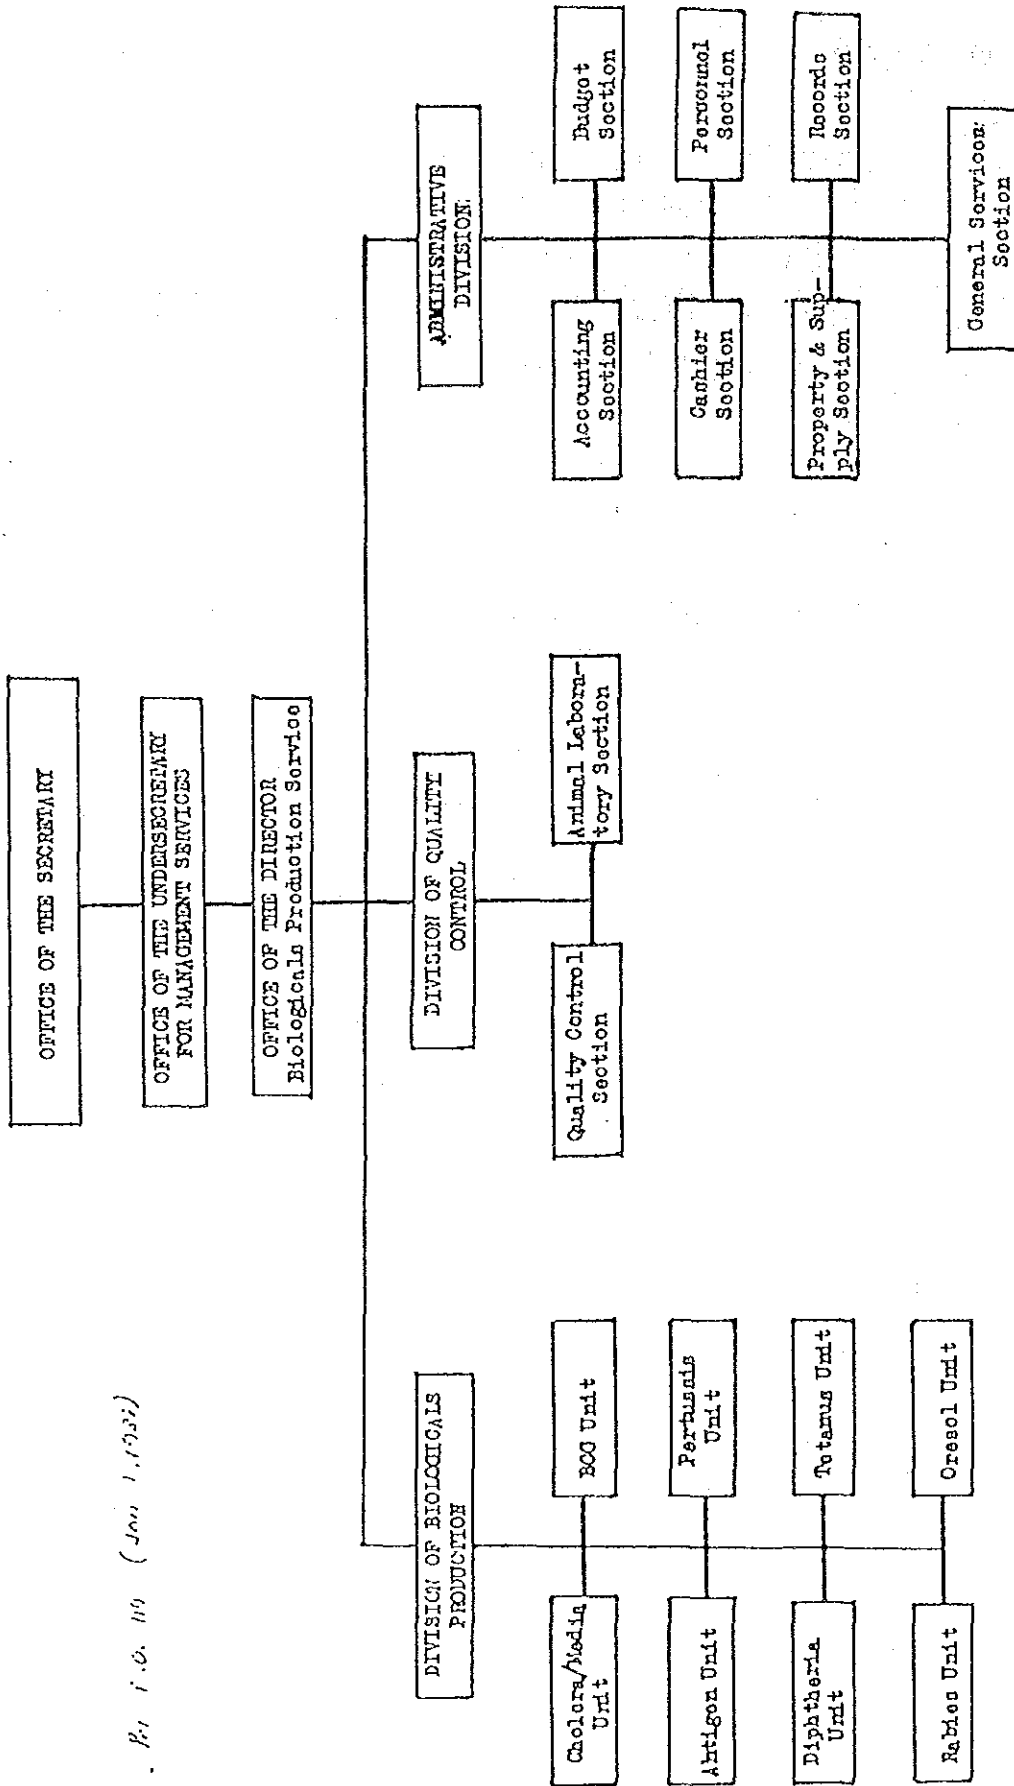 OFFICE OF THE SECRETARY
OFFICE OF THE UNDERSECRETARY
FOR MANAGEMENT SERVICES
OFFICE OF THE DIRECTOR
Biologicals Production Service
DIVISION OF BIOLOGICALS
PRODUCTION
DIVISION OF QUALITY
CONTROL
ADMINISTRATIVE
DIVISION
Cholera/Media
Unit
BCG Unit
Antigen Unit
Pertussis
Unit
Diphtheria
Unit
Tetanus Unit
Rabies Unit
Oresol Unit
Quality Control
Section
Animal Labora-
tory Section
Accounting
Section
Budget
Section
Cashier
Section
Personnel
Section
Property & Sup-
ply Section
Records
Section
General Services
Section